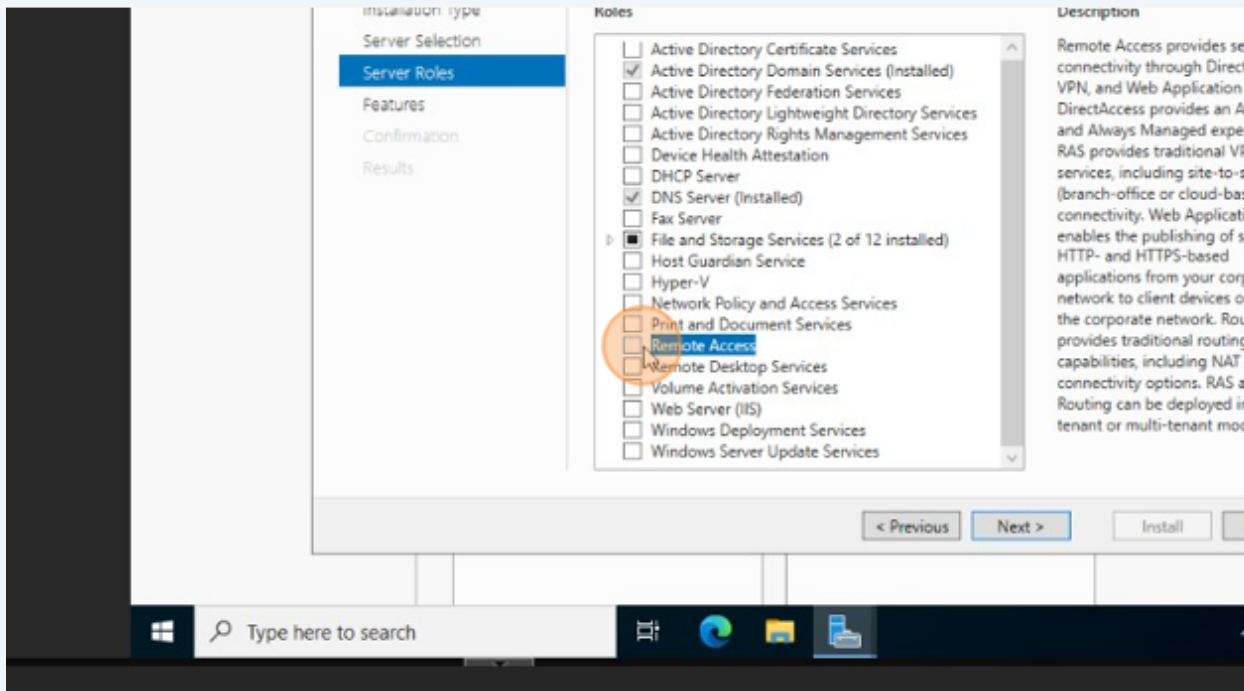 Installation Type
Server Selection
Server Roles
Features
Confirmation
Results
Roles
Active Directory Certificate Services
Active Directory Domain Services (Installed)
Active Directory Federation Services
Active Directory Lightweight Directory Services
Active Directory Rights Management Services
Device Health Attestation
DHCP Server
DNS Server (Installed)
Fax Server
File and Storage Services (2 of 12 installed)
Host Guardian Service
Hyper-V
Network Policy and Access Services
Print and Document Services
Remote Access
Remote Desktop Services
Volume Activation Services
Web Server (IIS)
Windows Deployment Services
Windows Server Update Services
Description
Remote Access provides se
connectivity through Direct
VPN, and Web Application
DirectAccess provides an A
and Always Managed expe
RAS provides traditional VP
services, including site-to-s
(branch-office or cloud-bas
connectivity. Web Applicati
enables the publishing of s
HTTP- and HTTPS-based
applications from your corp
network to client devices o
the corporate network. Rou
provides traditional routing
capabilities, including NAT
connectivity options. RAS a
Routing can be deployed in
tenant or multi-tenant mod
< Previous
Next >
Install
Type here to search